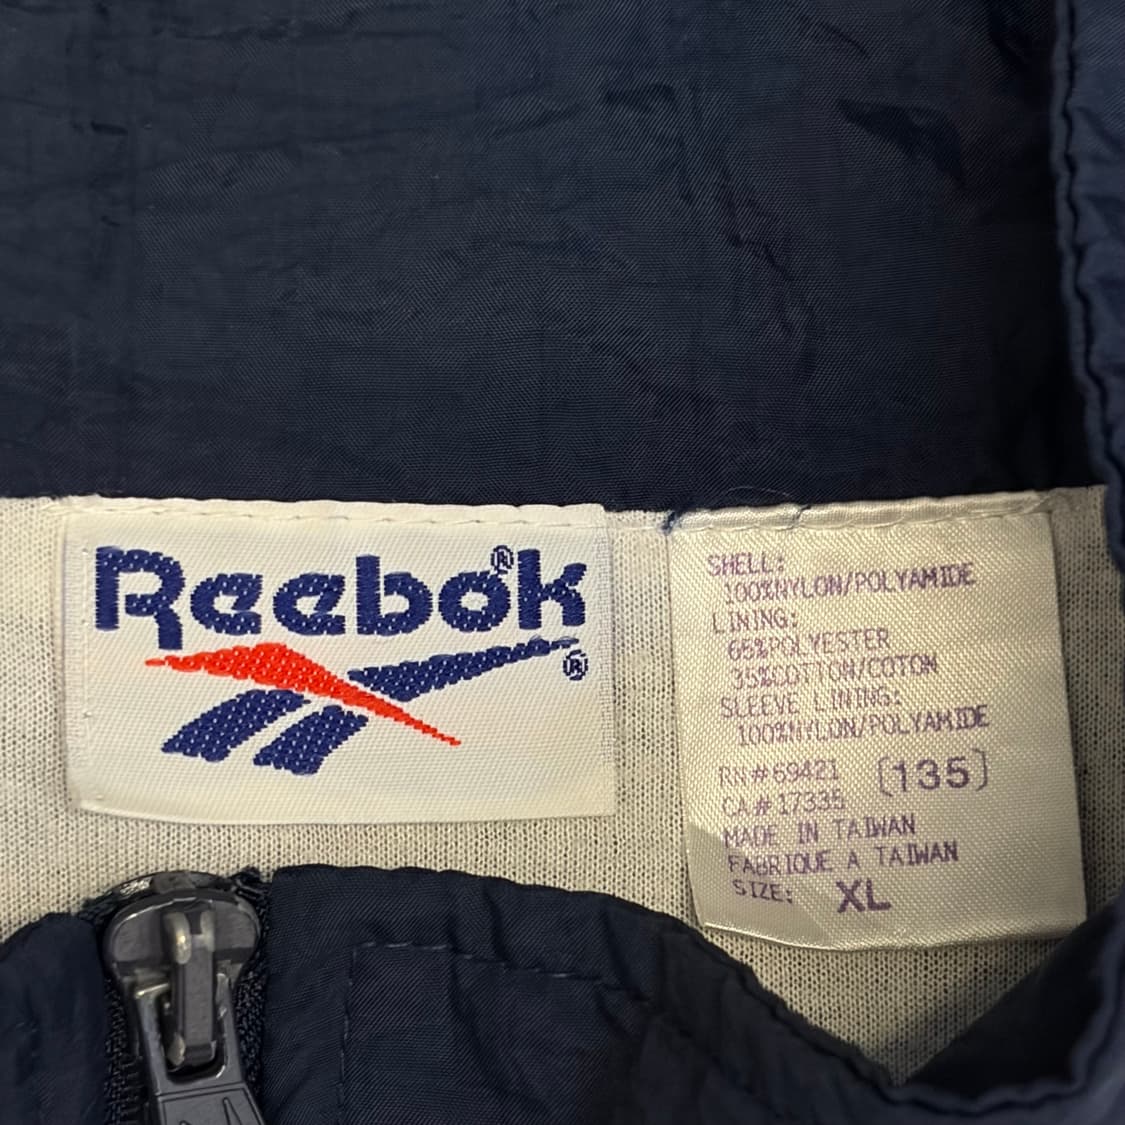 Reebok®
®
SHELL:
100%NYLON/POLYAMIDE
LINING:
65%POLYESTER
35%COTTON/COTON
SLEEVE LINING:
100%NYLON/POLYAMIDE
RN#69421 [135]
CA#17335
MADE IN TAIWAN
FABRIQUE A TAIWAN
SIZE: XL